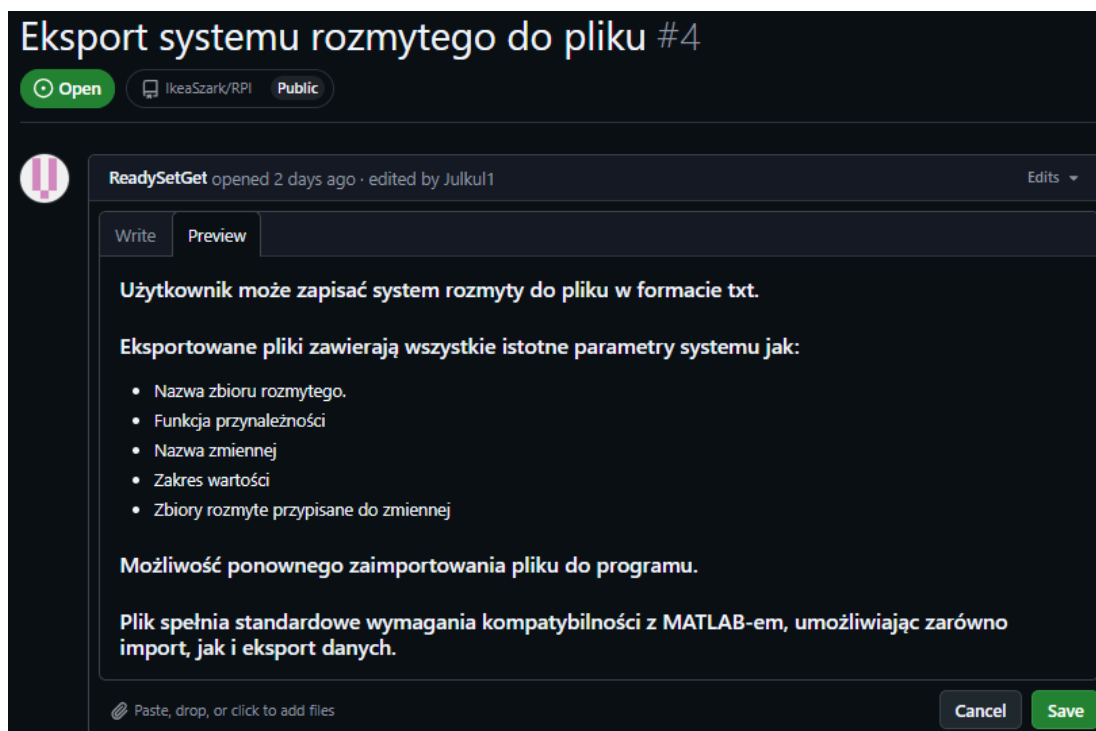 Eksport systemu rozmytego do pliku #4
Open IkeaSzark/RPI Public
ReadySetGet opened 2 days ago · edited by Julkul1 Edits
Write Preview
Użytkownik może zapisać system rozmyty do pliku w formacie txt.
Eksportowane pliki zawierają wszystkie istotne parametry systemu jak:
• Nazwa zbioru rozmytego.
• Funkcja przynależności
• Nazwa zmiennej
• Zakres wartości
• Zbiory rozmyte przypisane do zmiennej
Możliwość ponownego zaimportowania pliku do programu.
Plik spełnia standardowe wymagania kompatybilności z MATLAB-em, umożliwiając zarówno
import, jak i eksport danych.
Paste, drop, or click to add files Cancel Save